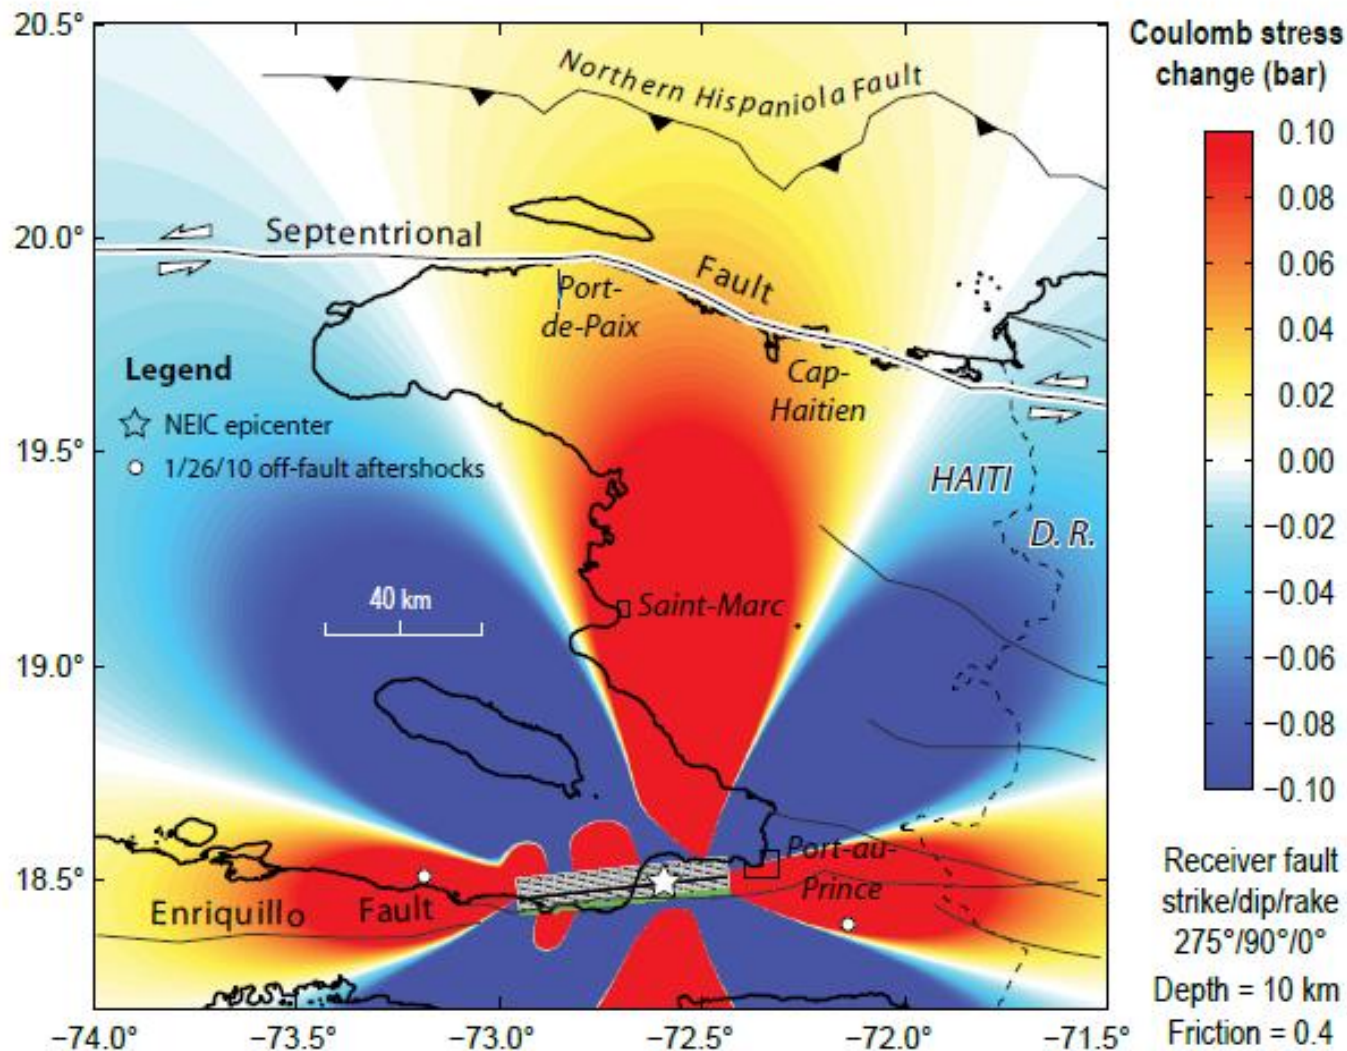 20.5°
20.0°
19.5°
19.0°
18.5°
−74.0°
−73.5°
−73.0°
−72.5°
−72.0°
−71.5°
Northern Hispaniola Fault
Septentrional
Fault
Port-
de-Paix
Cap-
Haitien
Legend
NEIC epicenter
1/26/10 off-fault aftershocks
HAITI
D. R.
40 km
Saint-Marc
Port-au-
Prince
Enriquillo Fault
Coulomb stress
change (bar)
0.10
0.08
0.06
0.04
0.02
0.00
−0.02
−0.04
−0.06
−0.08
−0.10
Receiver fault
strike/dip/rake
275°/90°/0°
Depth = 10 km
Friction = 0.4